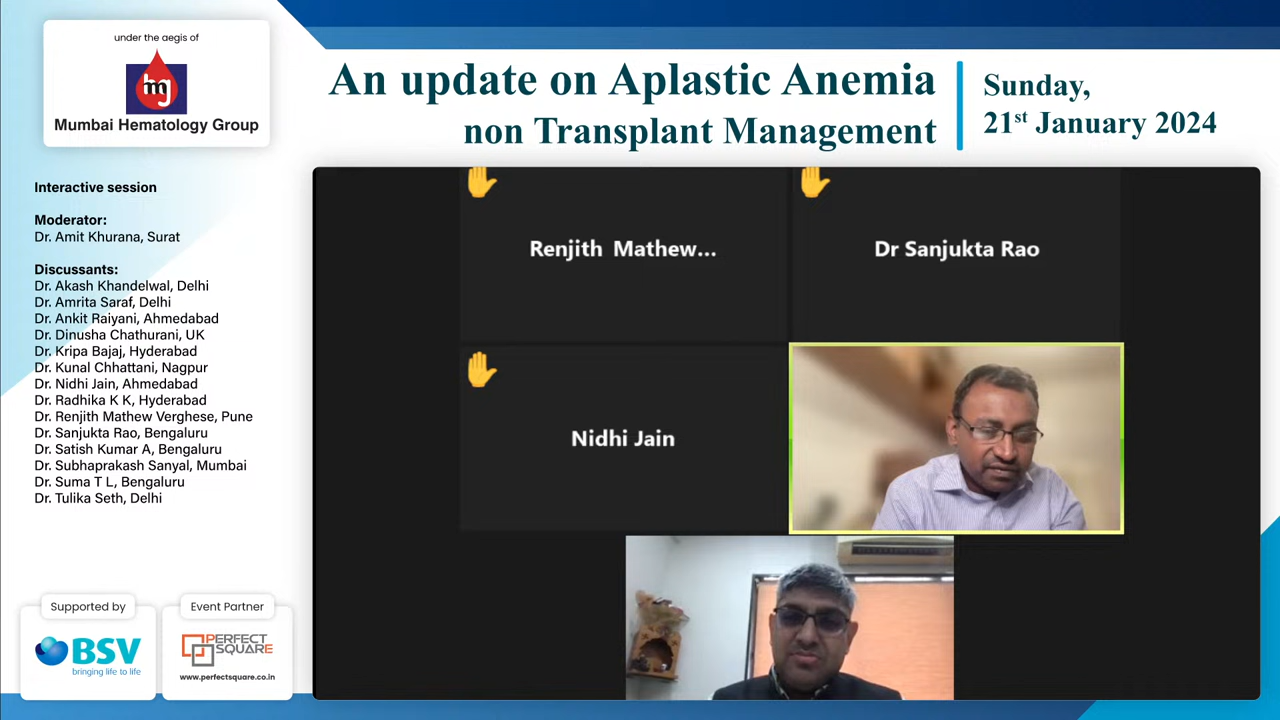 under the aegis of
hg
Mumbai Hematology Group
An update on Aplastic Anemia
non Transplant Management
Sunday,
21st January 2024
Interactive session
Moderator:
Dr. Amit Khurana, Surat
Discussants:
Dr. Akash Khandelwal, Delhi
Dr. Amrita Saraf, Delhi
Dr. Ankit Raiyani, Ahmedabad
Dr. Dinusha Chathurani, UK
Dr. Kripa Bajaj, Hyderabad
Dr. Kunal Chhattani, Nagpur
Dr. Nidhi Jain, Ahmedabad
Dr. Radhika K K, Hyderabad
Dr. Renjith Mathew Verghese, Pune
Dr. Sanjukta Rao, Bengaluru
Dr. Satish Kumar A, Bengaluru
Dr. Subhaprakash Sanyal, Mumbai
Dr. Suma T L, Bengaluru
Dr. Tulika Seth, Delhi
Renjith Mathew...
Dr Sanjukta Rao
Nidhi Jain
Supported by
BSV
bringing life to life
Event Partner
PERFECT
SQUARE
www.perfectsquare.co.in